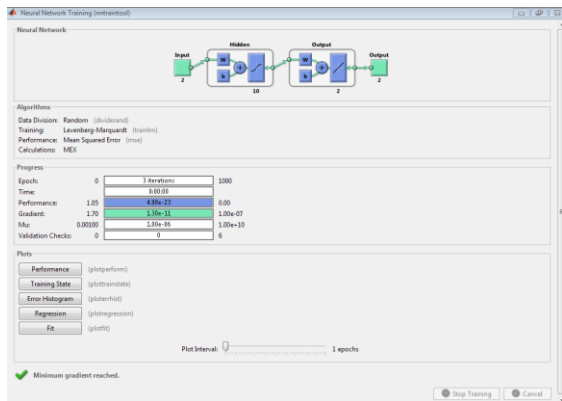 Neural Network Training (nntraintool)
Neural Network
Hidden Output
Input Output
W W
b b
2 2
10 2
Algorithms
Data Division: Random (dividerand)
Training: Levenberg-Marquardt (trainlm)
Performance: Mean Squared Error (mse)
Calculations: MEX
Progress
Epoch: 0 3 iterations 1000
Time: 0:00:00
Performance: 1.05 4.88e-23 0.00
Gradient: 1.70 1.30e-11 1.00e-07
Mu: 0.00100 1.00e-06 1.00e+10
Validation Checks: 0 0 6
Plots
Performance (plotperform)
Training State (plottrainstate)
Error Histogram (ploterrhist)
Regression (plotregression)
Fit (plotfit)
Plot Interval: 1 epochs
Minimum gradient reached.
Stop Training Cancel